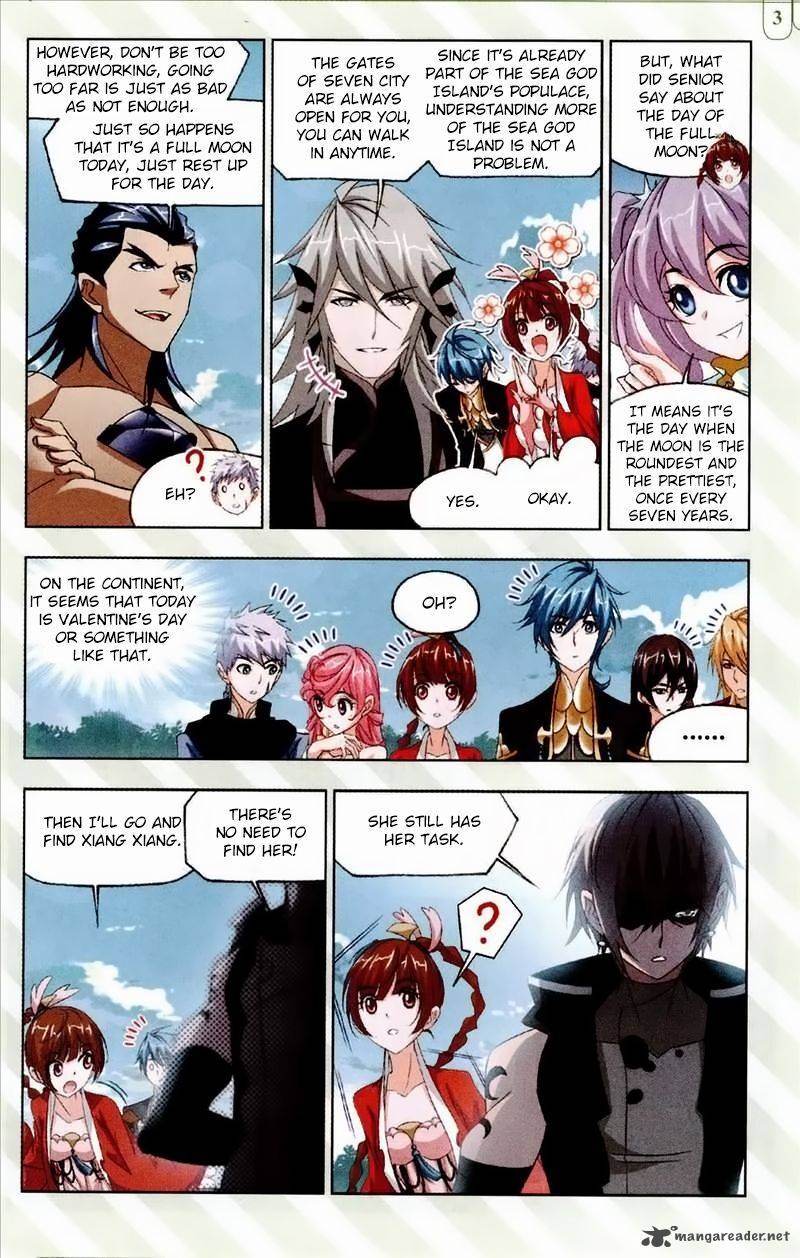 3
HOWEVER, DON'T BE TOO
HARDWORKING, GOING
TOO FAR IS JUST AS BAD
AS NOT ENOUGH.
JUST SO HAPPENS
THAT IT'S A FULL MOON
TODAY, JUST REST UP
FOR THE DAY.
?
EH?
THE GATES
OF SEVEN CITY
ARE ALWAYS
OPEN FOR YOU,
YOU CAN WALK
IN ANYTIME.
SINCE IT'S ALREADY
PART OF THE SEA GOD
ISLAND'S POPULACE,
UNDERSTANDING MORE
OF THE SEA GOD
ISLAND IS NOT A
PROBLEM.
YES.
OKAY.
BUT, WHAT
DID SENIOR
SAY ABOUT
THE DAY OF
THE FULL
MOON?
IT MEANS IT'S
THE DAY WHEN
THE MOON IS THE
ROUNDEST AND
THE PRETTIEST,
ONCE EVERY
SEVEN YEARS.
ON THE CONTINENT,
IT SEEMS THAT TODAY
IS VALENTINE'S DAY
OR SOMETHING
LIKE THAT.
OH?
......
THEN I'LL GO AND
FIND XIANG XIANG.
THERE'S
NO NEED TO
FIND HER!
SHE STILL HAS
HER TASK.
?
mangareader.net